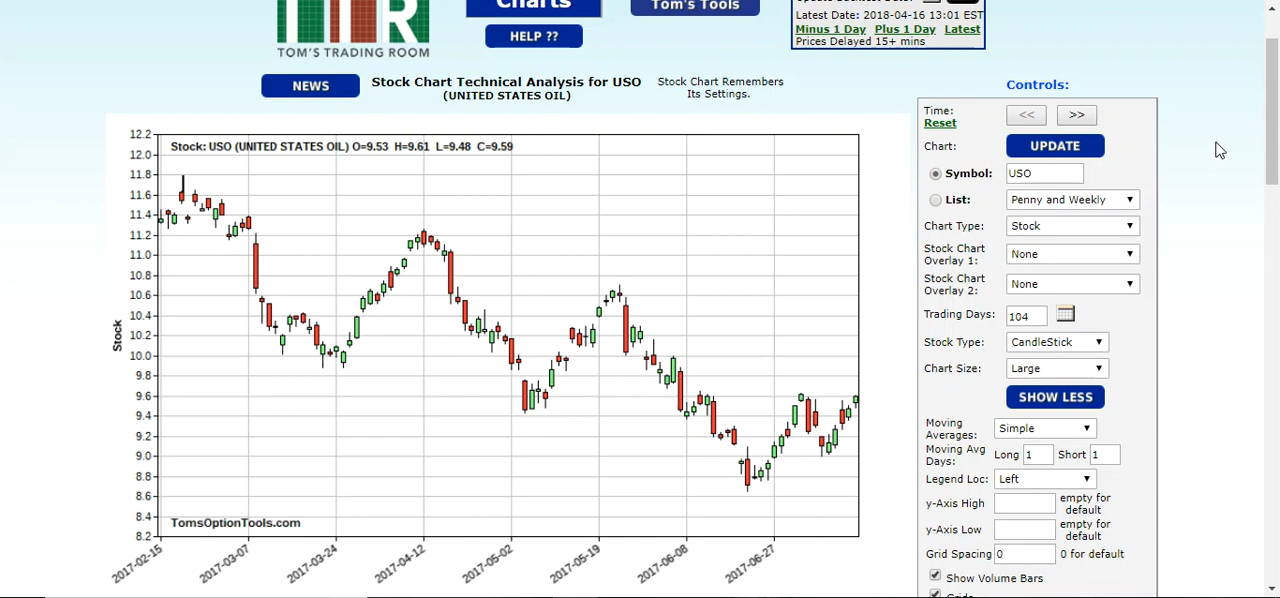 Charts
Tom's Tools
TTR
TOM'S TRADING ROOM
HELP ??
Latest Date: 2018-04-16 13:01 EST
Minus 1 Day Plus 1 Day Latest
Prices Delayed 15+ mins
NEWS
Stock Chart Technical Analysis for USO
(UNITED STATES OIL)
Stock Chart Remembers
Its Settings.
Stock: USO (UNITED STATES OIL) O=9.53 H=9.61 L=9.48 C=9.59
12.2
12.0
11.8
11.6
11.4
11.2
11.0
10.8
10.6
10.4
10.2
10.0
9.8
9.6
9.4
9.2
9.0
8.8
8.6
8.4
8.2
Stock
TomsOptionTools.com
2017-02-15
2017-03-07
2017-03-24
2017-04-12
2017-05-02
2017-05-19
2017-06-08
2017-06-27
Controls:
Time:
Reset
<< >>
Chart: UPDATE
Symbol: USO
List: Penny and Weekly
Chart Type: Stock
Stock Chart
Overlay 1: None
Stock Chart
Overlay 2: None
Trading Days: 104
Stock Type: CandleStick
Chart Size: Large
SHOW LESS
Moving
Averages: Simple
Moving Avg
Days: Long 1 Short 1
Legend Loc: Left
y-Axis High empty for
default
y-Axis Low empty for
default
Grid Spacing 0 0 for default
Show Volume Bars